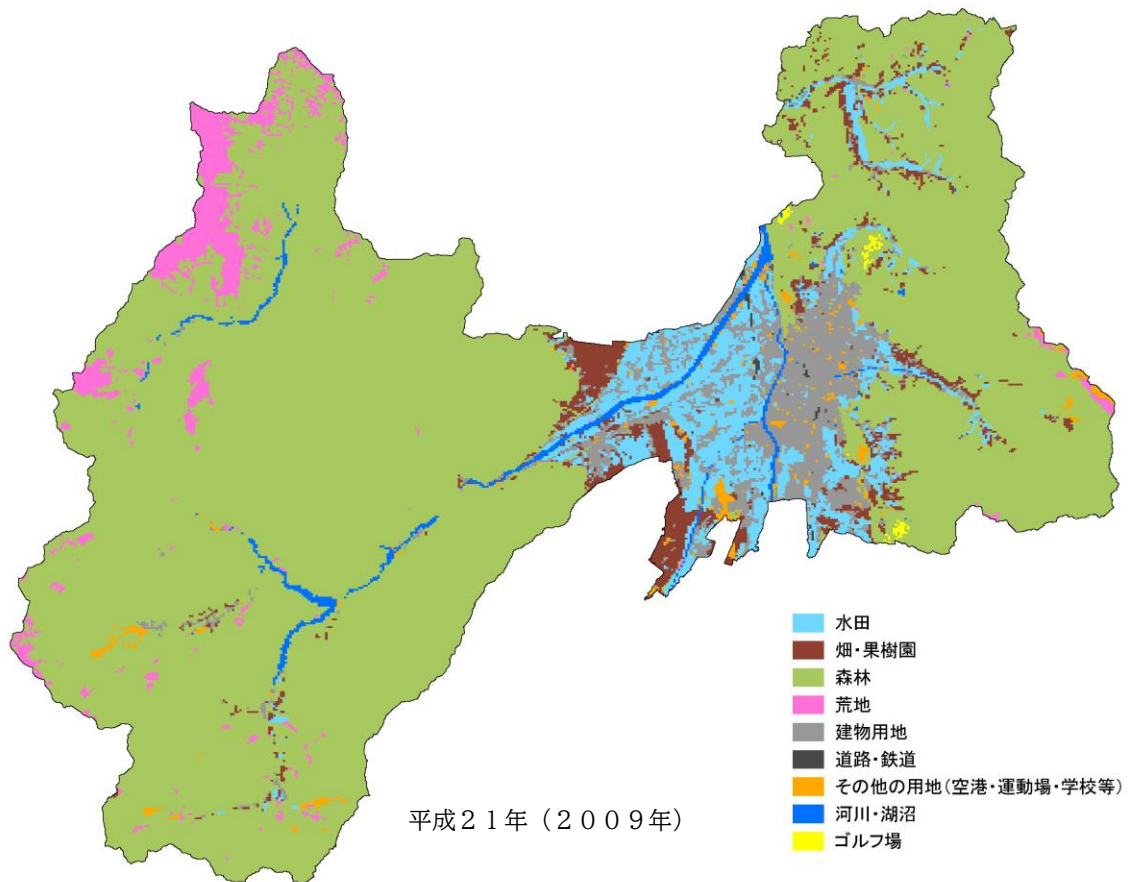 水田
畑・果樹園
森林
荒地
建物用地
道路・鉄道
その他の用地(空港・運動場・学校等)
河川・湖沼
ゴルフ場
平成２１年（２００９年）